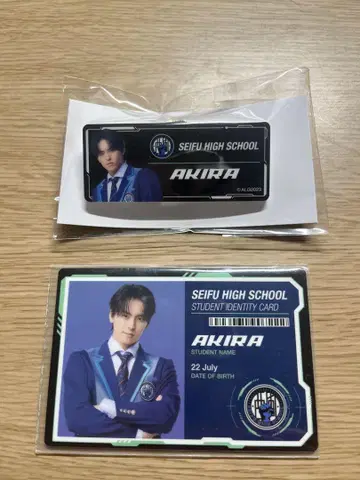 SEIFU HIGH SCHOOL
AKIRA
SEIFU HIGH SCHOOL
STUDENT IDENTITY CARD
AKIRA
STUDENT NAME
22 July
DATE OF BIRTH